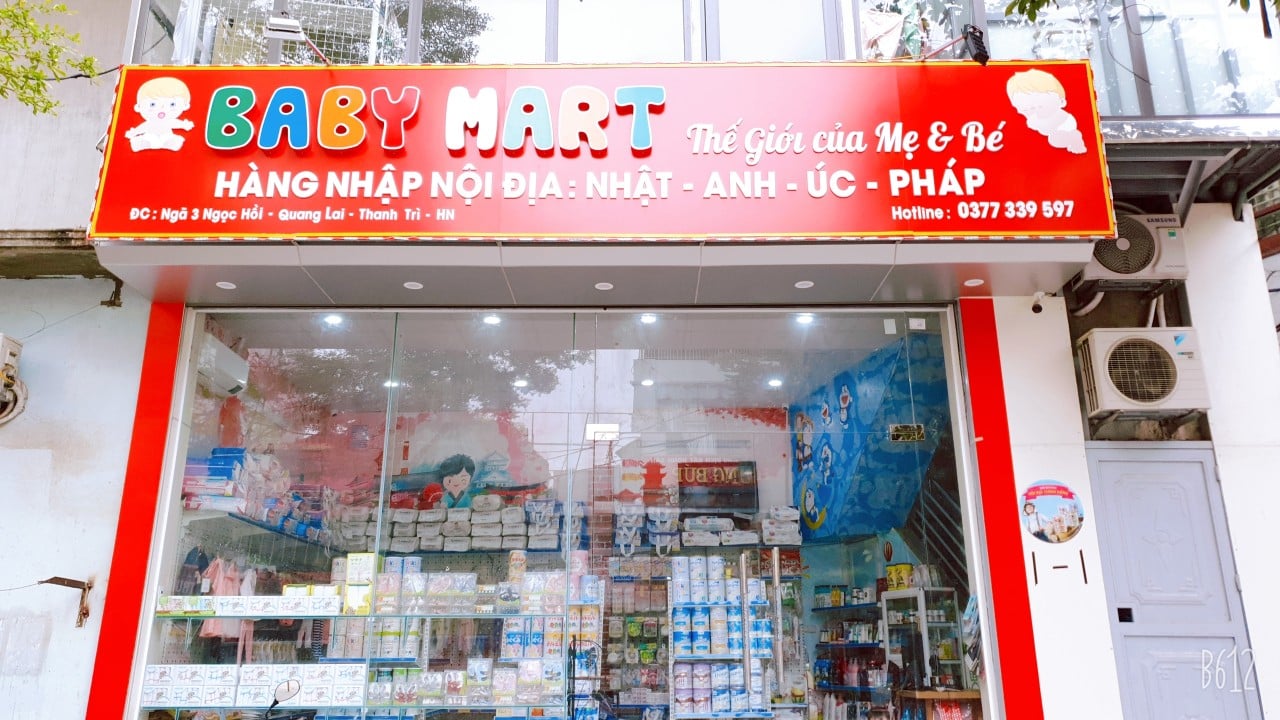 BABY MART
Thế Giới của Mẹ & Bé
HÀNG NHẬP NỘI ĐỊA : NHẬT - ANH - ÚC - PHÁP
ĐC : Ngã 3 Ngọc Hồi - Quang Lai - Thanh Trì - HN
Hotline : 0377 339 597
SAMSUNG
B612